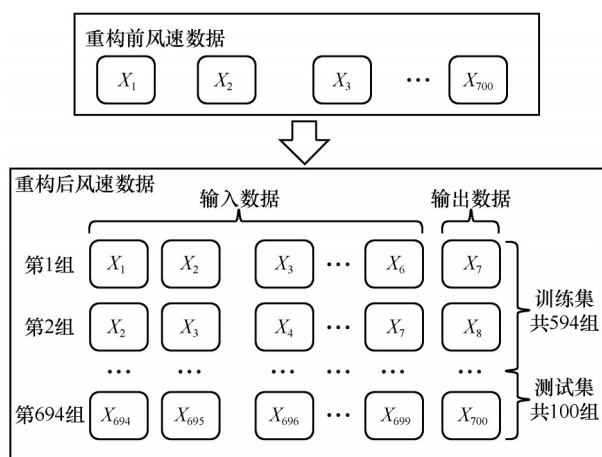 重构前风速数据
X₁ X₂ X₃ ··· X₇₀₀
重构后风速数据
输入数据 输出数据
第1组 X₁ X₂ X₃ ··· X₆ X₇
第2组 X₂ X₃ X₄ ··· X₇ X₈
训练集
共594组
··· ··· ··· ··· ··· ···
第694组 X₆₉₄ X₆₉₅ X₆₉₆ ··· X₆₉₉ X₇₀₀
测试集
共100组